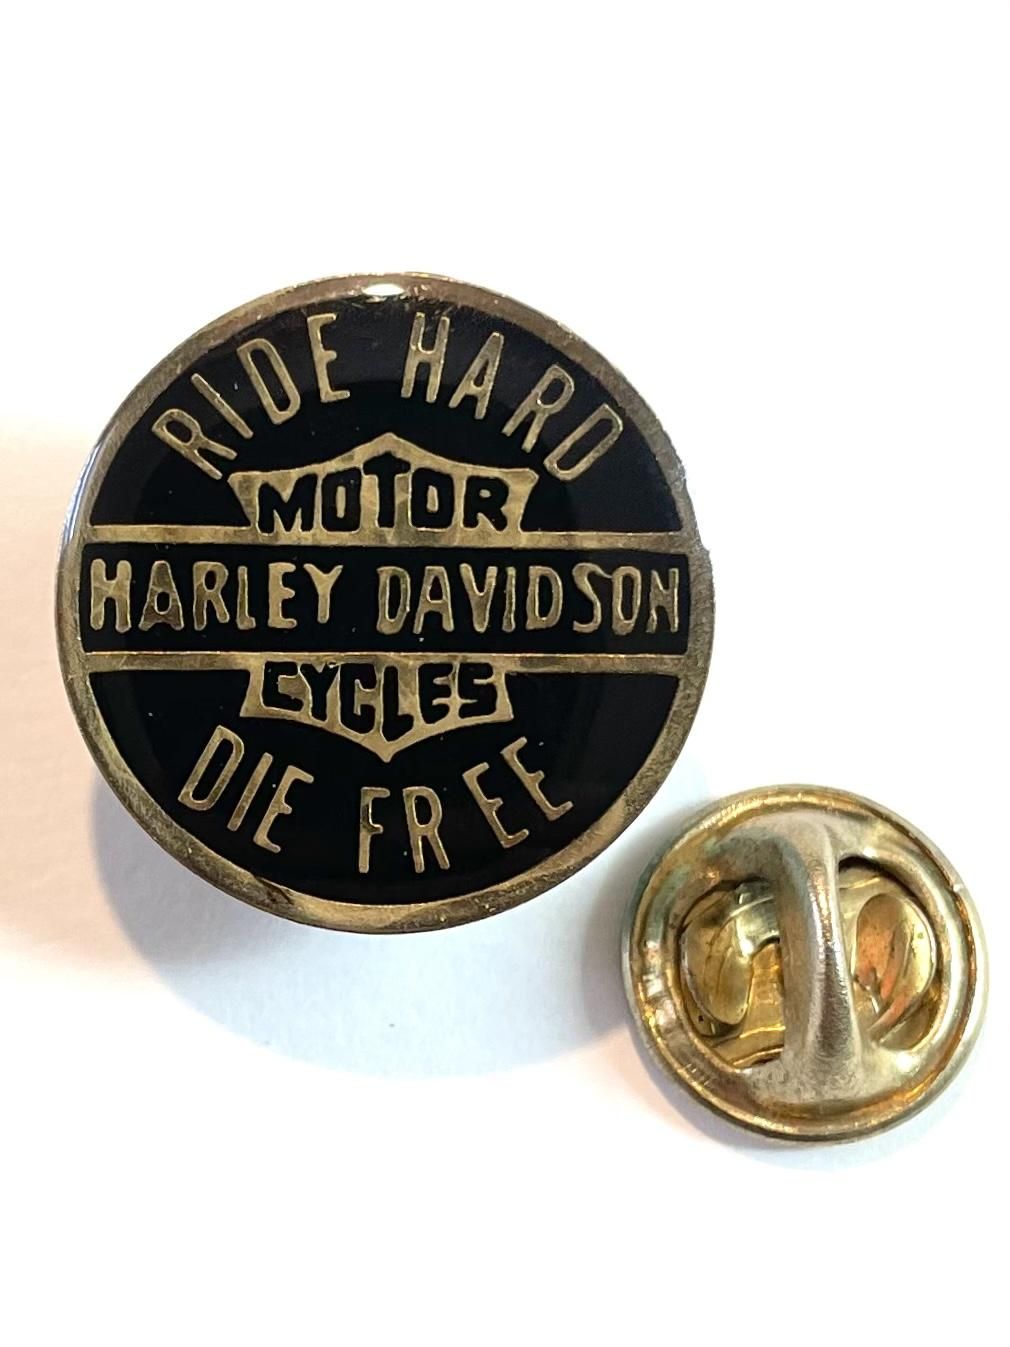 RIDE HARD
MOTOR
HARLEY DAVIDSON
CYCLES
DIE FREE